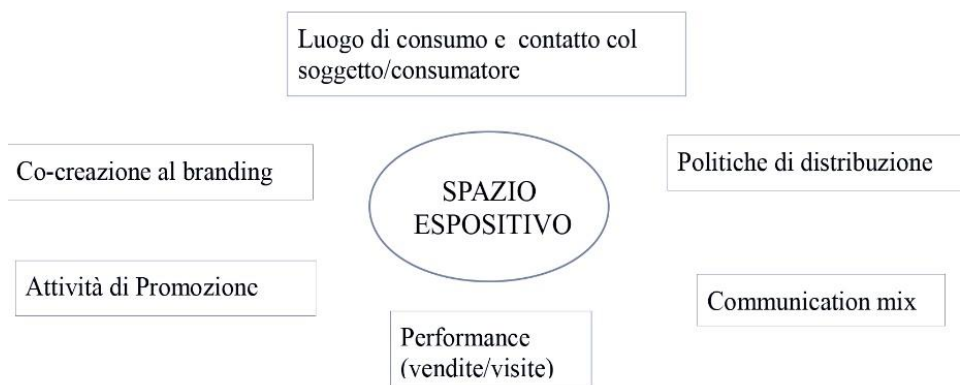 Luogo di consumo e contatto col
soggetto/consumatore
Co-creazione al branding
SPAZIO
ESPOSITIVO
Politiche di distribuzione
Attività di Promozione
Communication mix
Performance
(vendite/visite)